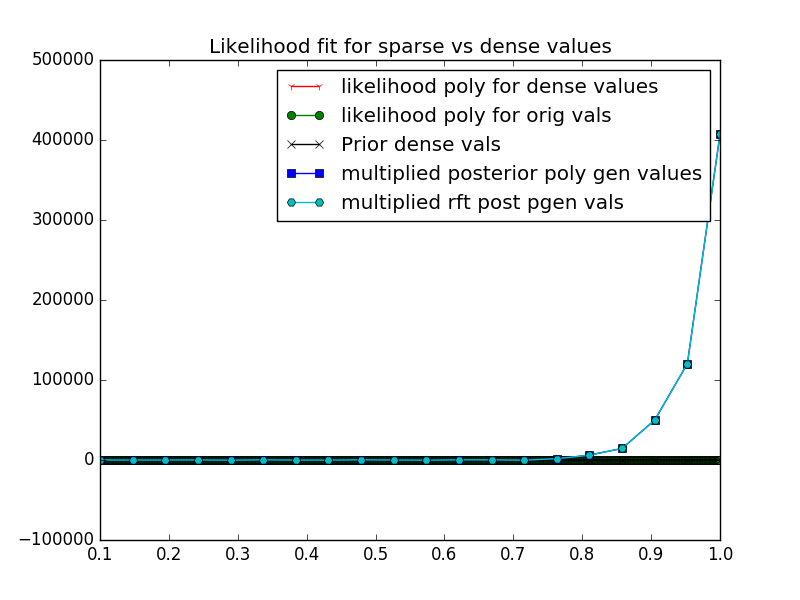 Likelihood fit for sparse vs dense values
500000
400000
300000
200000
100000
0
−100000
likelihood poly for dense values
likelihood poly for orig vals
Prior dense vals
multiplied posterior poly gen values
multiplied rft post pgen vals
0.1 0.2 0.3 0.4 0.5 0.6 0.7 0.8 0.9 1.0